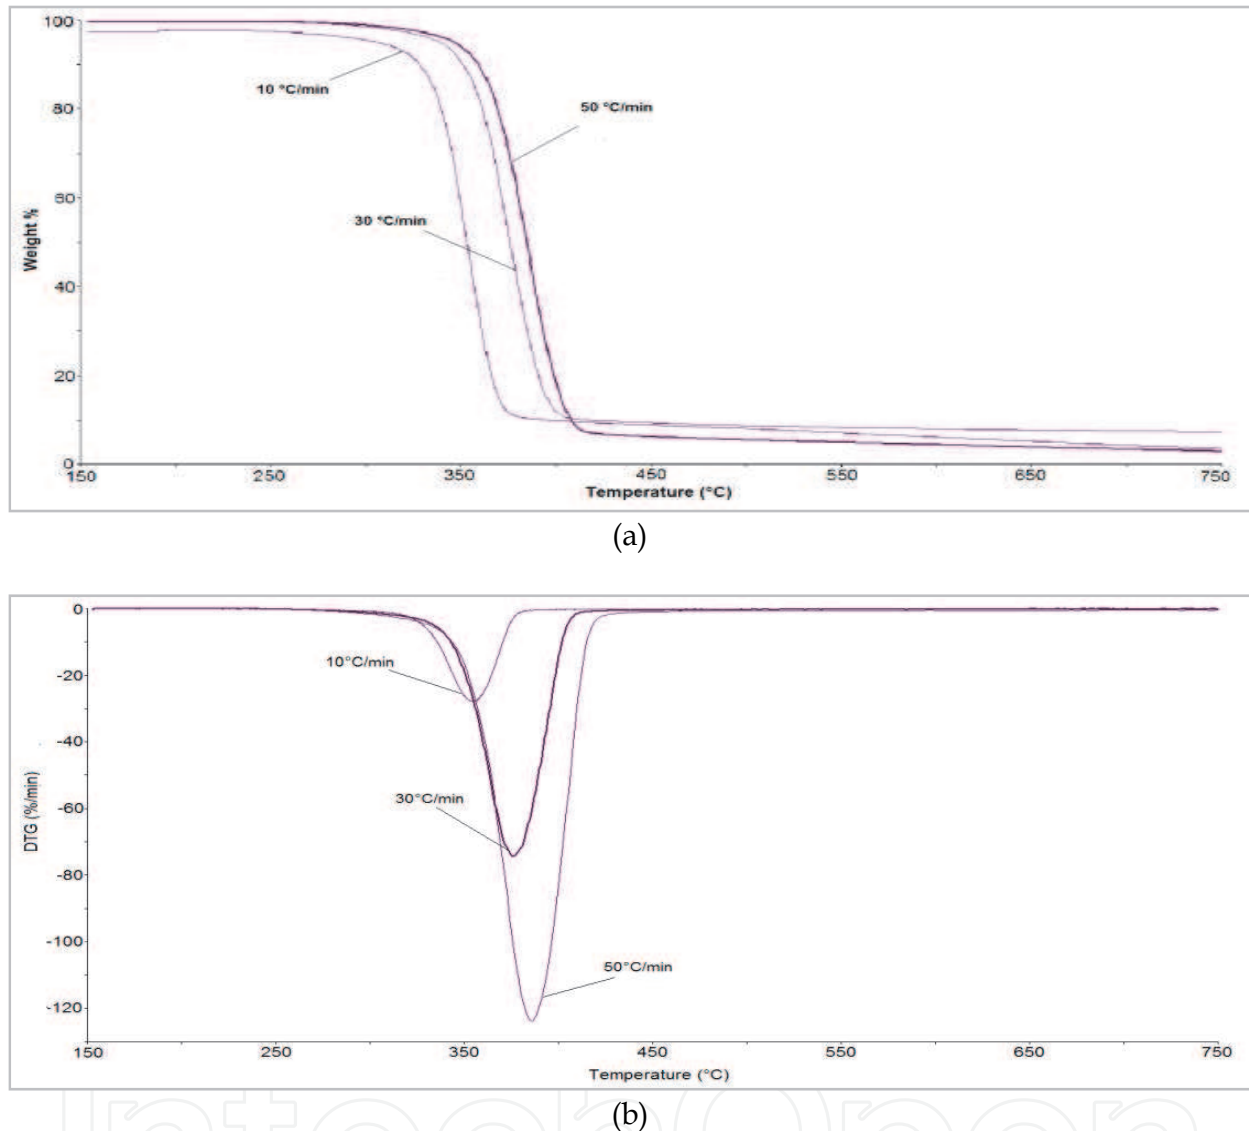 100
10 °C/min
80
50 °C/min
60
30 °C/min
Weight %
40
20
0
150 250 350 450 550 650 750
Temperature (°C)
(a)
0
-20
10°C/min
-40
-60
30°C/min
DTG (%/min)
-80
-100
50°C/min
-120
150 250 350 450 550 650 750
Temperature (°C)
(b)
IntechOpen